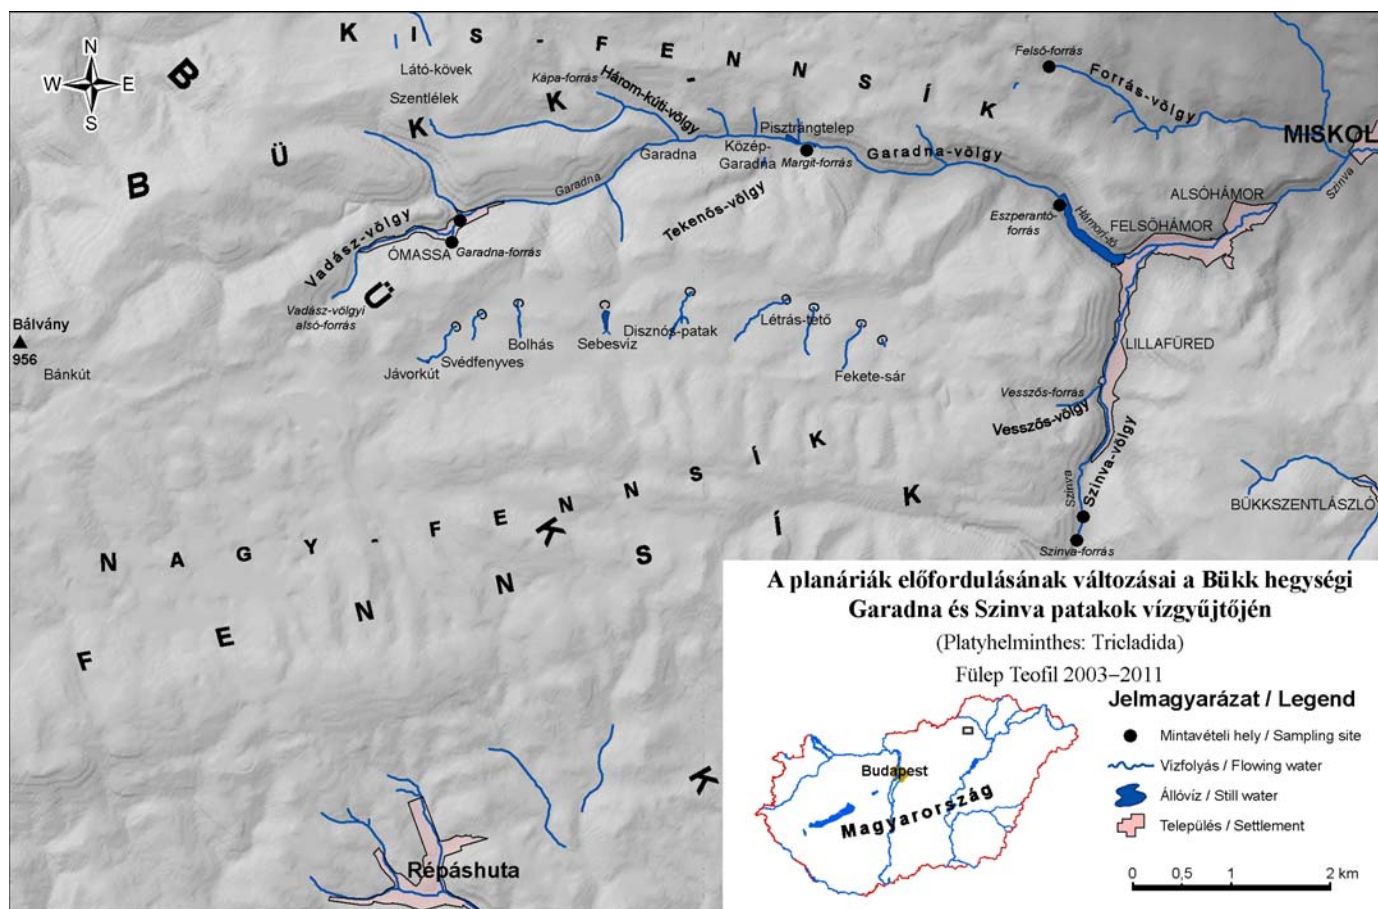 N
W E
S
B Ü K K
KIS-FENNSÍK
Látó-kövek
Szentlélek
Kápa-forrás
Három-kúti-völgy
Felső-forrás
Forrás-völgy
MISKOL
Pisztrángtelep
Garadna
Közép-
Garadna
Margit-forrás
Garadna-völgy
Szinva
ALSÓHÁMOR
FELSŐHÁMOR
Garadna
Tekenős-völgy
Eszperantó-
forrás
Hámori-tó
Vadász-völgy
ÓMASSA
Garadna-forrás
Vadász-völgyi
alsó-forrás
B Ü K K F E N N S Í K
Bálvány
956
Bánkút
Jávorkút
Svédfenyves
Bolhás
Sebesvíz
Disznós-patak
Létrás-tető
Fekete-sár
LILLAFÜRED
Vesszős-forrás
Vesszős-völgy
Szinva
Szinva-völgy
Szinva-forrás
BÜKKSZENTLÁSZLÓ
NAGY-FENNSÍK
FENNSÍK
Répáshuta
A planáriák előfordulásának változásai a Bükk hegységi
Garadna és Szinva patakok vízgyűjtőjén
(Platyhelminthes: Tricladida)
Fülep Teofil 2003–2011
Budapest
Magyarország
Jelmagyarázat / Legend
Mintavételi hely / Sampling site
Vízfolyás / Flowing water
Állóvíz / Still water
Település / Settlement
0 0,5 1 2 km